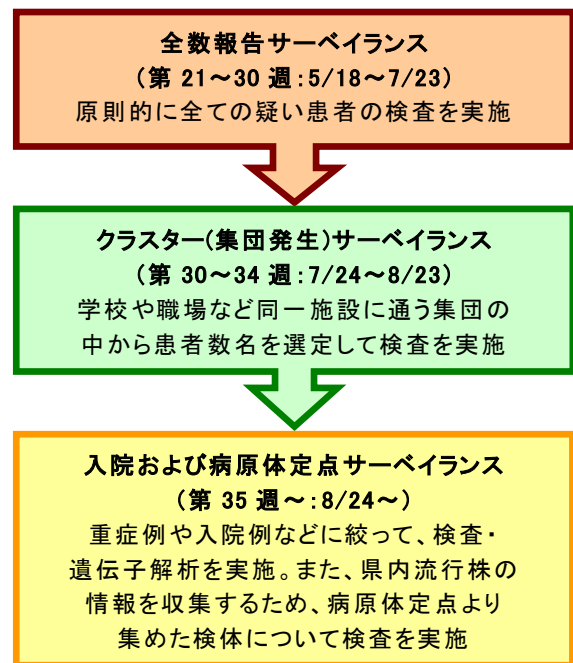 全数報告サーベイランス
（第 21～30 週：5/18～7/23）
原則的に全ての疑い患者の検査を実施
クラスター(集団発生)サーベイランス
（第 30～34 週：7/24～8/23）
学校や職場など同一施設に通う集団の
中から患者数名を選定して検査を実施
入院および病原体定点サーベイランス
（第 35 週～：8/24～）
重症例や入院例などに絞って、検査・
遺伝子解析を実施。また、県内流行株の
情報を収集するため、病原体定点より
集めた検体について検査を実施